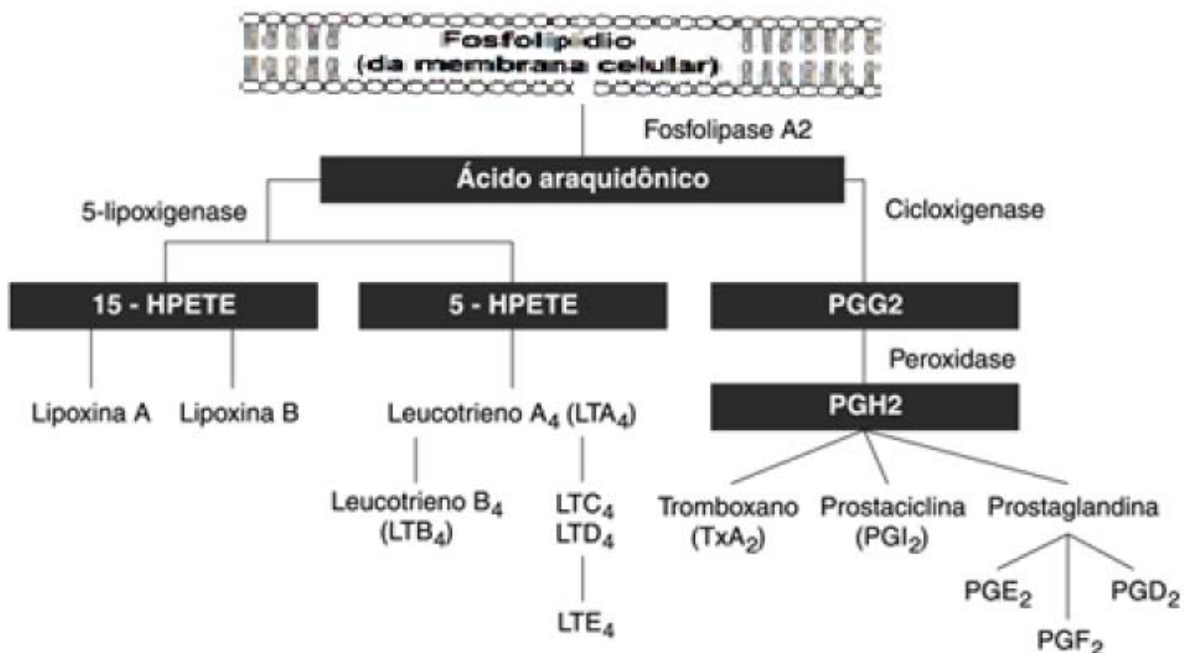 Fosfolipídio
(da membrana celular)
Fosfolipase A2
Ácido araquidônico
5-lipoxigenase
Cicloxigenase
15 - HPETE
5 - HPETE
PGG2
Peroxidase
PGH2
Lipoxina A
Lipoxina B
Leucotrieno A4 (LTA4)
Leucotrieno B4
(LTB4)
LTC4
LTD4
LTE4
Tromboxano
(TxA2)
Prostaciclina
(PGI2)
Prostaglandina
PGE2
PGF2
PGD2